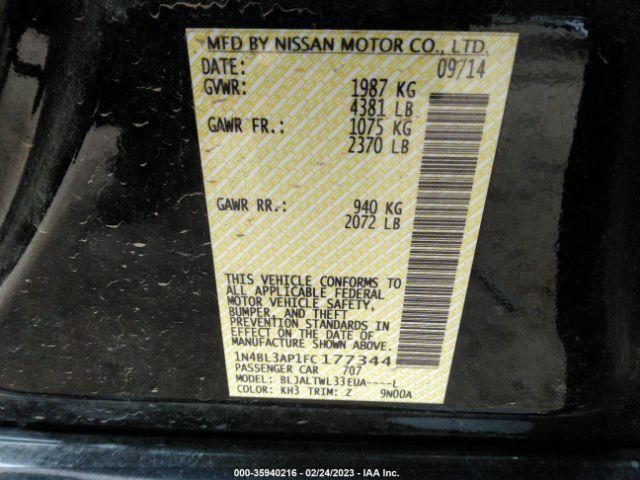 MFD BY NISSAN MOTOR CO., LTD.
DATE: 09/14
GVWR: 1987 KG
4381 LB
GAWR FR.: 1075 KG
2370 LB
GAWR RR.: 940 KG
2072 LB
THIS VEHICLE CONFORMS TO
ALL APPLICABLE FEDERAL
MOTOR VEHICLE SAFETY,
BUMPER, AND THEFT
PREVENTION STANDARDS IN
EFFECT ON THE DATE OF
MANUFACTURE SHOWN ABOVE.
1N4BL3AP1FC177344
PASSENGER CAR 707
MODEL: BLJALTWL33EUA----L
COLOR: KH3 TRIM: Z 9N00A
000-35940216 - 02/24/2023 - IAA Inc.